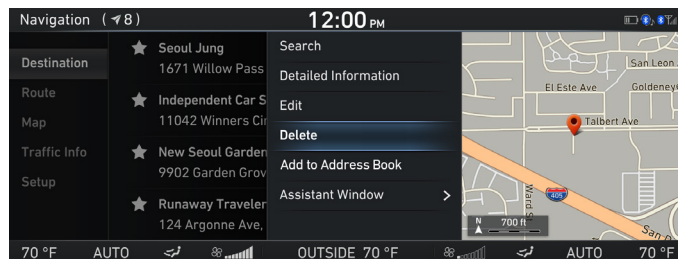 Navigation ( 8)
12:00 PM
Destination
Route
Map
Traffic Info
Setup
Seoul Jung
1671 Willow Pass
Independent Car S
11042 Winners Cir
New Seoul Garden
9902 Garden Grov
Runaway Traveler
124 Argonne Ave,
Search
Detailed Information
Edit
Delete
Add to Address Book
Assistant Window >
San Leon
El Este Ave
Goldeney
Talbert Ave
Ward St
405
N 700 ft
San D
70 °F AUTO OUTSIDE 70 °F AUTO 70 °F